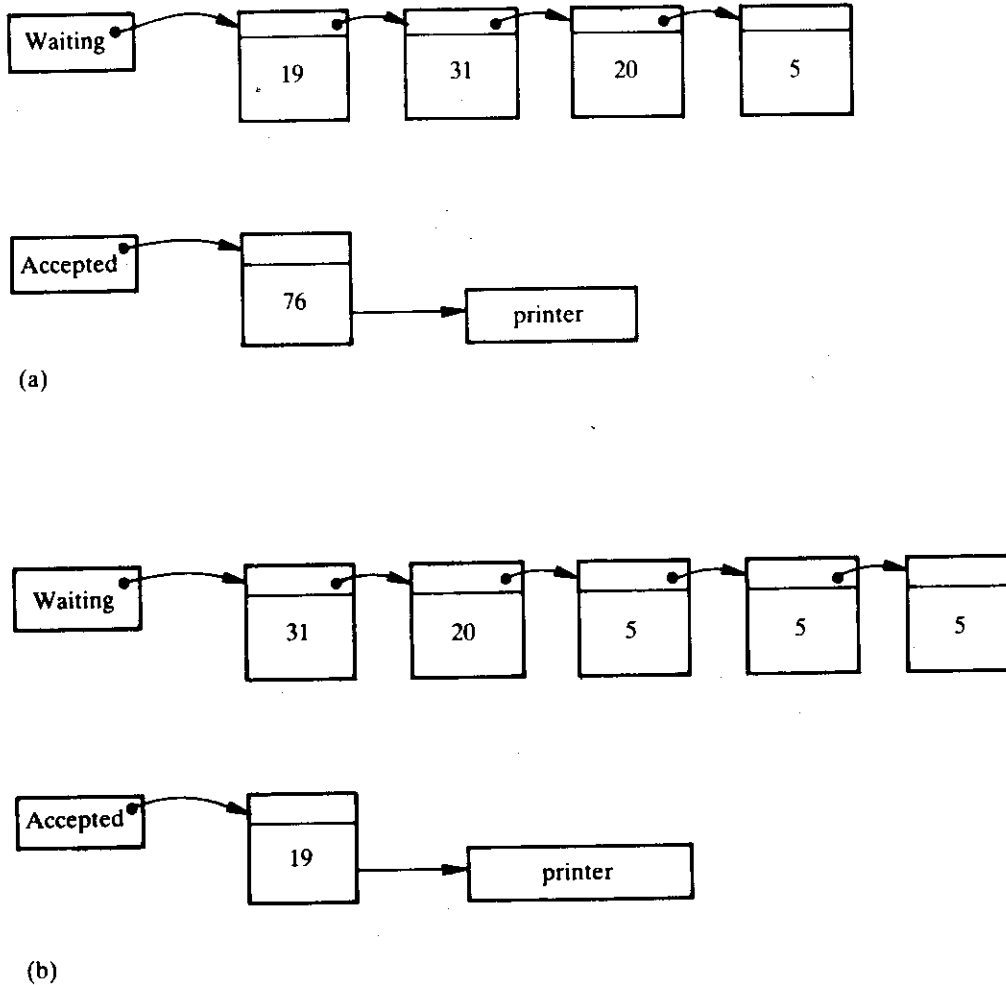 Waiting 19 31 20 5
Accepted 76 printer
(a)
Waiting 31 20 5 5 5
Accepted 19 printer
(b)